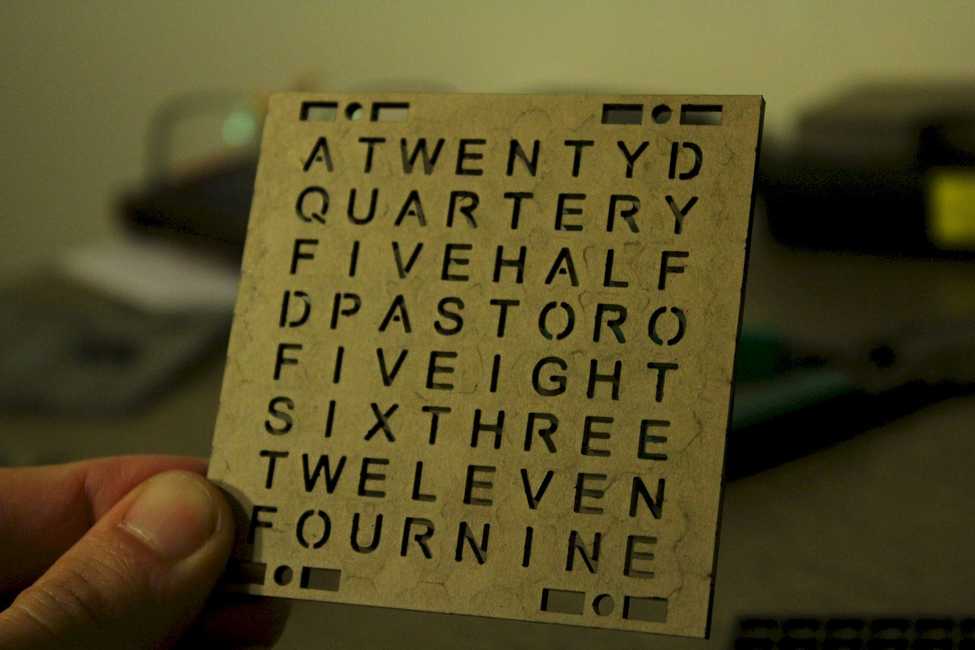 ATWENTYD
QUARTERY
FIVEHALF
DPASTORO
FIVEIGHT
SIXTHREE
TWELEVEN
FOURNINE